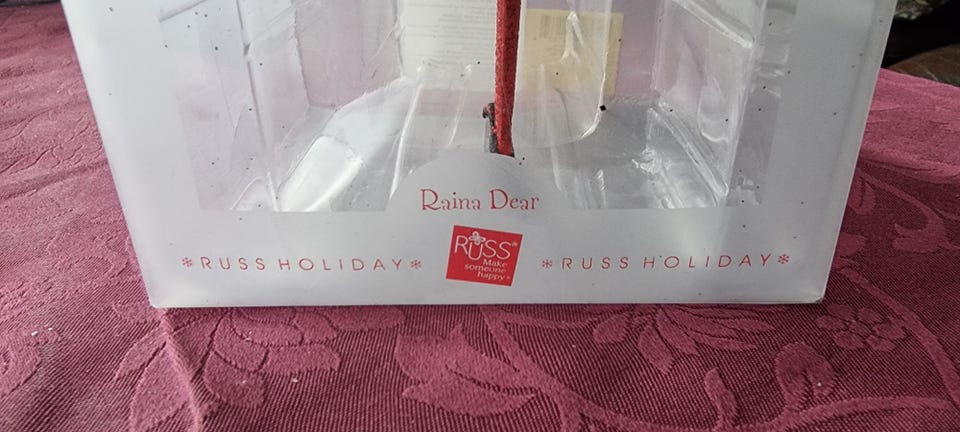 Raina Dear
RUSS®
Make
someone
happy®
*RUSS HOLIDAY*
*RUSS HOLIDAY*